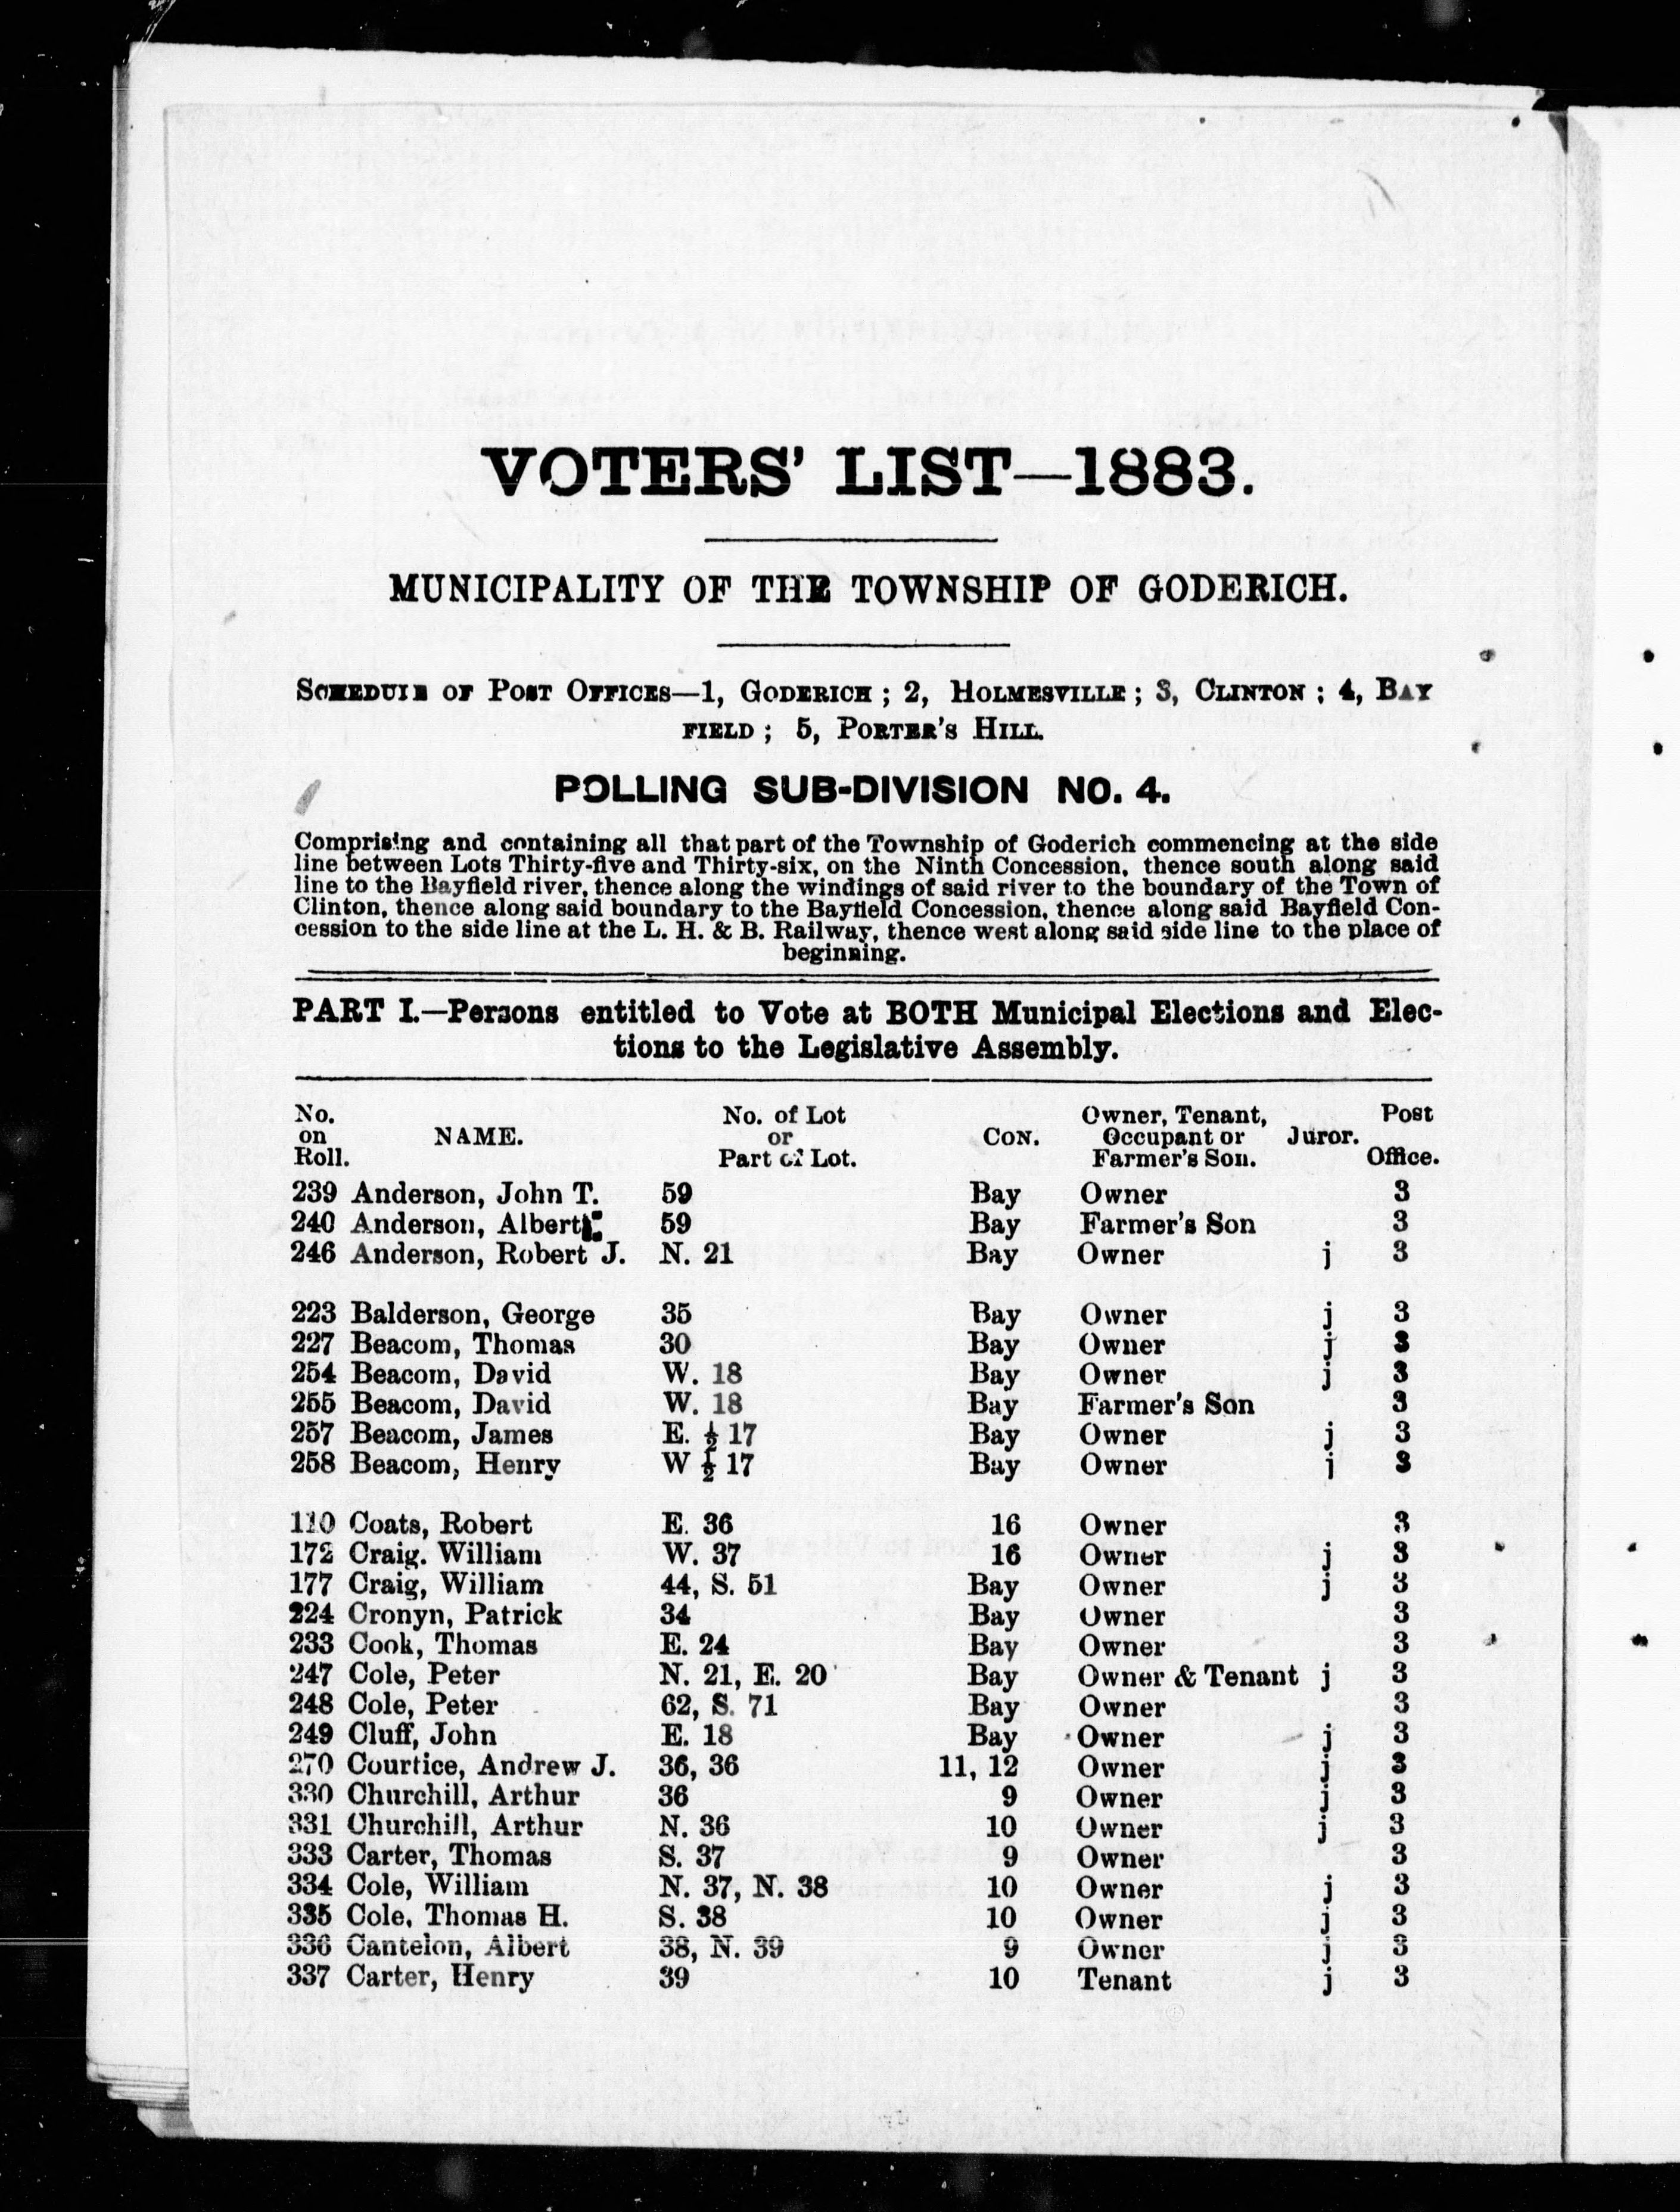 VOTERS' LIST—1883.
MUNICIPALITY OF THE TOWNSHIP OF GODERICH.
SCHEDULE OF POST OFFICES—1, GODERICH ; 2, HOLMESVILLE ; 3, CLINTON ; 4, BAY
FIELD ; 5, PORTER'S HILL.
POLLING SUB-DIVISION NO. 4.
Comprising and containing all that part of the Township of Goderich commencing at the side
line between Lots Thirty-five and Thirty-six, on the Ninth Concession, thence south along said
line to the Bayfield river, thence along the windings of said river to the boundary of the Town of
Clinton, thence along said boundary to the Bayfield Concession, thence along said Bayfield Con-
cession to the side line at the L. H. & B. Railway, thence west along said side line to the place of
beginning.
PART I.—Persons entitled to Vote at BOTH Municipal Elections and Elec-
tions to the Legislative Assembly.
No. on Roll. NAME. No. of Lot or Part of Lot. CON. Owner, Tenant, Occupant or Farmer's Son. Juror. Post Office.
239 Anderson, John T. 59 Bay Owner 3
240 Anderson, Albert 59 Bay Farmer's Son 3
246 Anderson, Robert J. N. 21 Bay Owner j 3
223 Balderson, George 35 Bay Owner j 3
227 Beacom, Thomas 30 Bay Owner j 3
254 Beacom, David W. 18 Bay Owner j 3
255 Beacom, David W. 18 Bay Farmer's Son 3
257 Beacom, James E. ½ 17 Bay Owner j 3
258 Beacom, Henry W ½ 17 Bay Owner j 3
110 Coats, Robert E. 36 16 Owner 3
172 Craig. William W. 37 16 Owner j 3
177 Craig, William 44, S. 51 Bay Owner j 3
224 Cronyn, Patrick 34 Bay Owner 3
233 Cook, Thomas E. 24 Bay Owner 3
247 Cole, Peter N. 21, E. 20 Bay Owner & Tenant j 3
248 Cole, Peter 62, S. 71 Bay Owner 3
249 Cluff, John E. 18 Bay Owner j 3
270 Courtice, Andrew J. 36, 36 11, 12 Owner j 3
330 Churchill, Arthur 36 9 Owner j 3
331 Churchill, Arthur N. 36 10 Owner j 3
333 Carter, Thomas S. 37 9 Owner 3
334 Cole, William N. 37, N. 38 10 Owner j 3
335 Cole, Thomas H. S. 38 10 Owner j 3
336 Cantelon, Albert 38, N. 39 9 Owner j 3
337 Carter, Henry 39 10 Tenant j 3